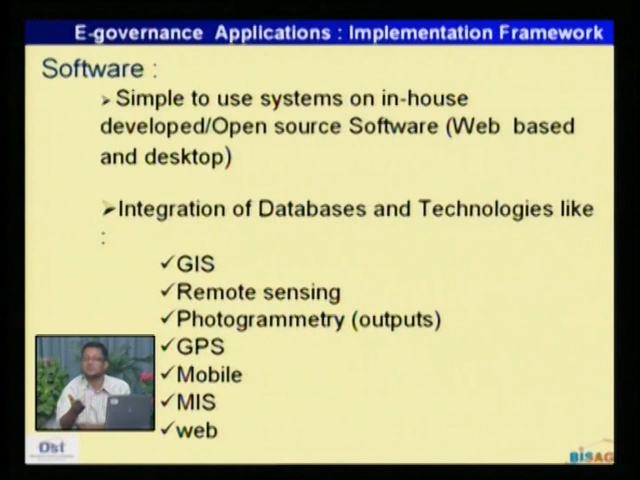 E-governance Applications : Implementation Framework
Software :
➢ Simple to use systems on in-house
developed/Open source Software (Web based
and desktop)
➢Integration of Databases and Technologies like
:
✓GIS
✓Remote sensing
✓Photogrammetry (outputs)
✓GPS
✓Mobile
✓MIS
✓web
BISAG